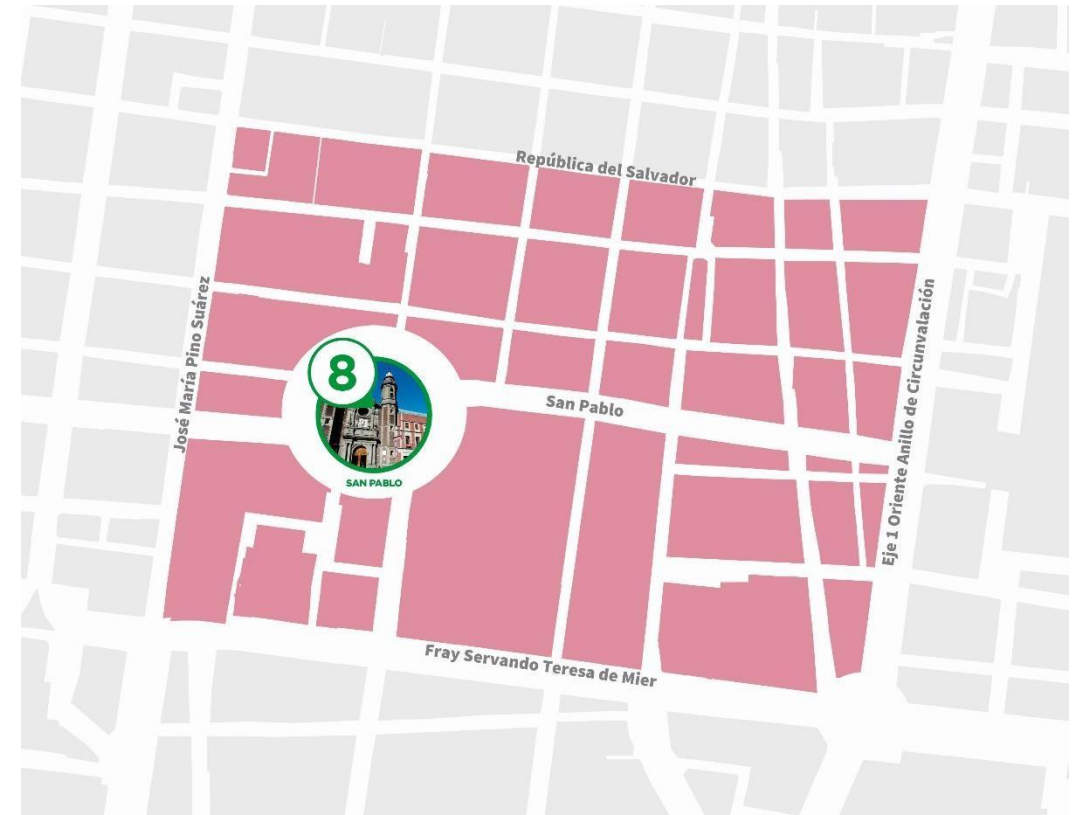 República del Salvador
José María Pino Suárez
8
SAN PABLO
San Pablo
Eje 1 Oriente Anillo de Circunvalación
Fray Servando Teresa de Mier